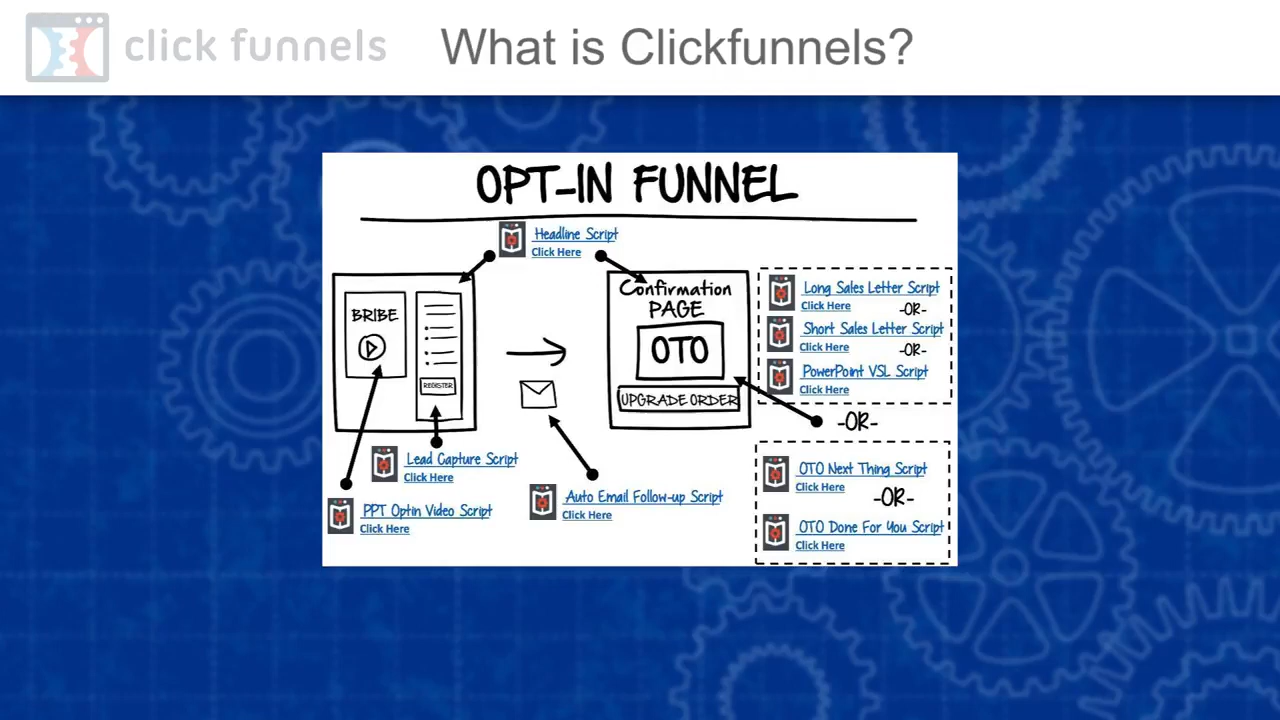 click funnels
What is Clickfunnels?
OPT-IN FUNNEL
Headline Script
Click Here
BRIBE
REGISTER
Lead Capture Script
Click Here
PPT Optin Video Script
Click Here
Auto Email Follow-up Script
Click Here
Confirmation
PAGE
OTO
UPGRADE ORDER
Long Sales Letter Script
Click Here
-OR-
Short Sales Letter Script
Click Here
-OR-
PowerPoint VSL Script
Click Here
-OR-
OTO Next Thing Script
Click Here
-OR-
OTO Done For You Script
Click Here